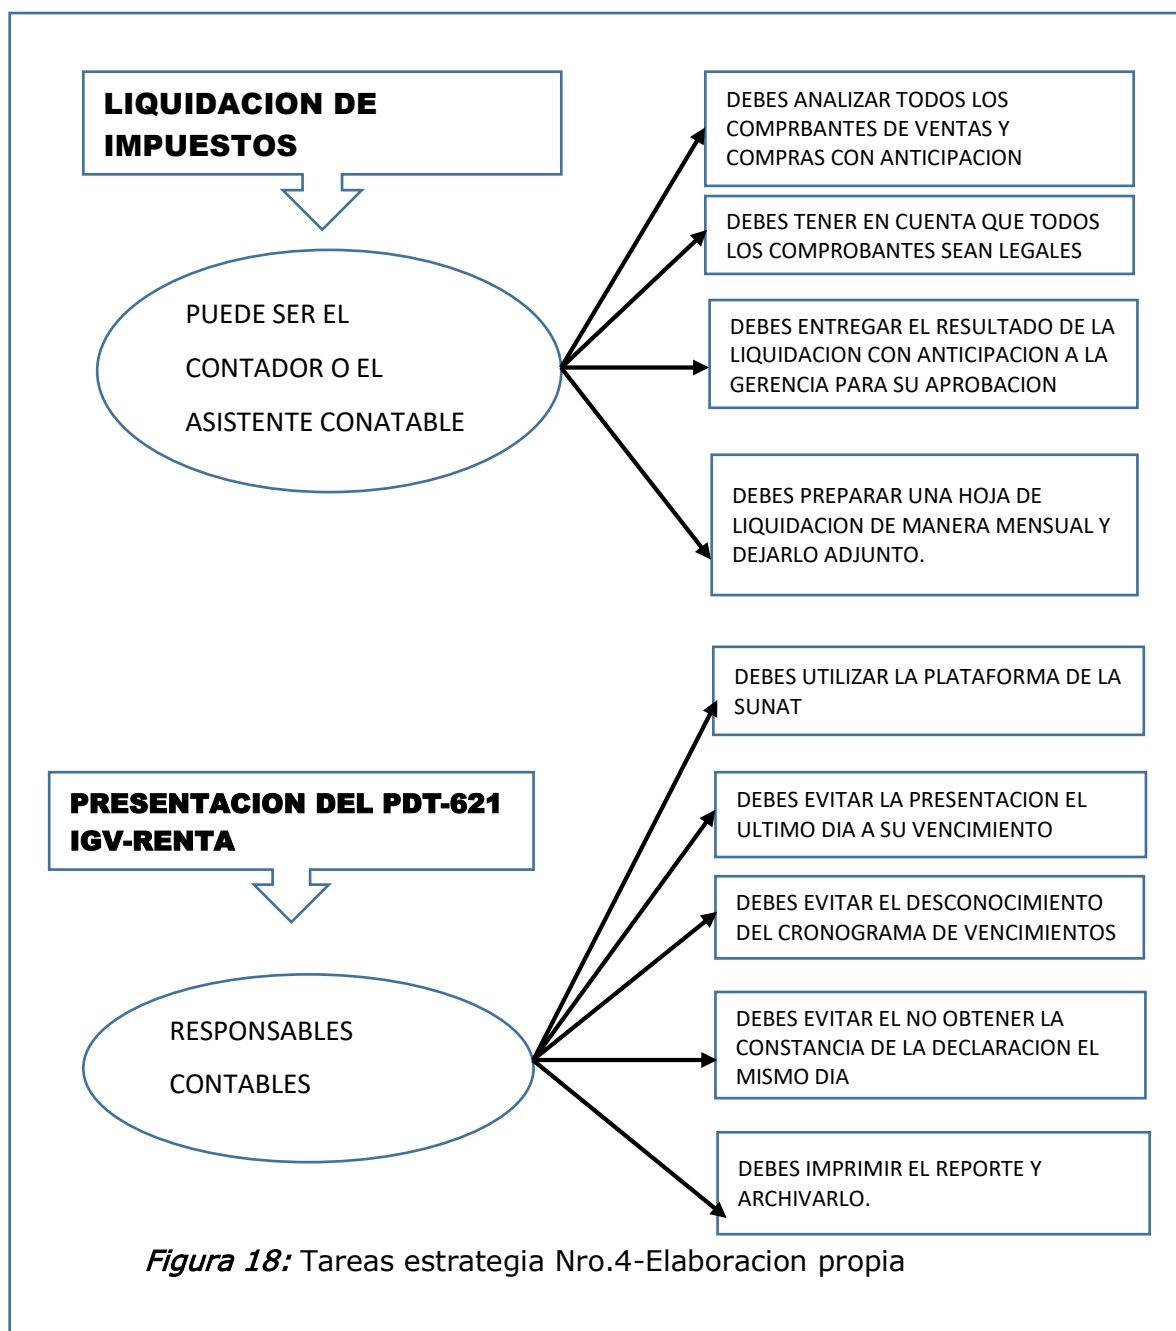 LIQUIDACION DE
IMPUESTOS
PUEDE SER EL
CONTADOR O EL
ASISTENTE CONATABLE
DEBES ANALIZAR TODOS LOS
COMPRBANTES DE VENTAS Y
COMPRAS CON ANTICIPACION
DEBES TENER EN CUENTA QUE TODOS
LOS COMPROBANTES SEAN LEGALES
DEBES ENTREGAR EL RESULTADO DE LA
LIQUIDACION CON ANTICIPACION A LA
GERENCIA PARA SU APROBACION
DEBES PREPARAR UNA HOJA DE
LIQUIDACION DE MANERA MENSUAL Y
DEJARLO ADJUNTO.
PRESENTACION DEL PDT-621
IGV-RENTA
RESPONSABLES
CONTABLES
DEBES UTILIZAR LA PLATAFORMA DE LA
SUNAT
DEBES EVITAR LA PRESENTACION EL
ULTIMO DIA A SU VENCIMIENTO
DEBES EVITAR EL DESCONOCIMIENTO
DEL CRONOGRAMA DE VENCIMIENTOS
DEBES EVITAR EL NO OBTENER LA
CONSTANCIA DE LA DECLARACION EL
MISMO DIA
DEBES IMPRIMIR EL REPORTE Y
ARCHIVARLO.
Figura 18: Tareas estrategia Nro.4-Elaboracion propia